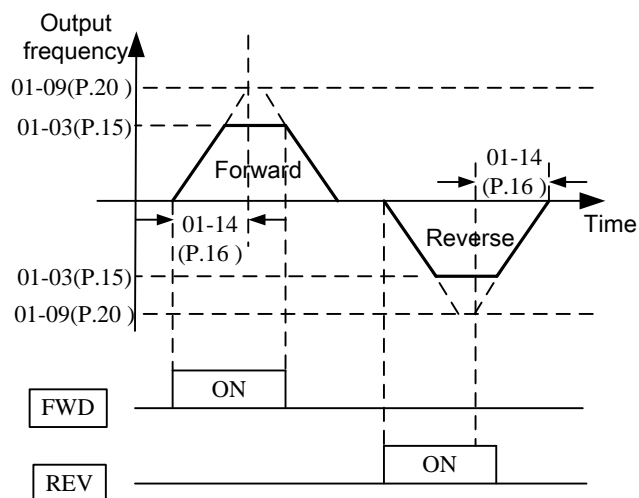 Output
frequency
01-09(P.20 )
01-03(P.15)
Forward
01-14
(P.16 )
Time
01-14
(P.16 )
Reverse
01-03(P.15)
01-09(P.20 )
ON
FWD
ON
REV